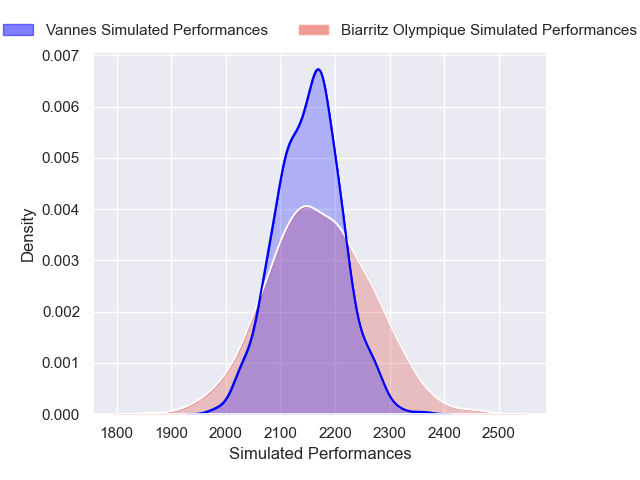 Vannes Simulated Performances
Biarritz Olympique Simulated Performances
0.007
0.006
0.005
0.004
0.003
0.002
0.001
0.000
Density
1800 1900 2000 2100 2200 2300 2400 2500
Simulated Performances